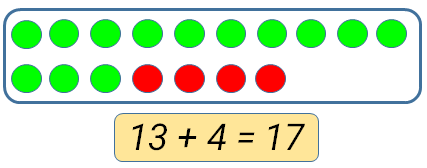 13 + 4 = 17